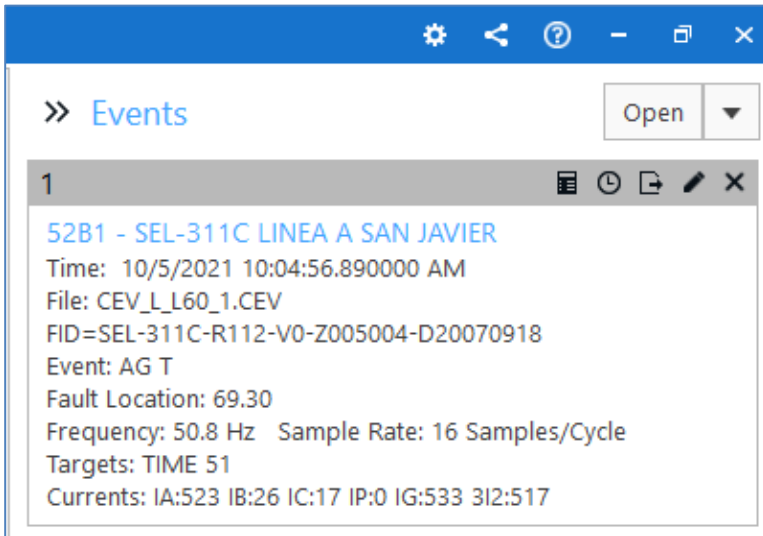 Events
Open
1
52B1 - SEL-311C LINEA A SAN JAVIER
Time: 10/5/2021 10:04:56.890000 AM
File: CEV_L_L60_1.CEV
FID=SEL-311C-R112-V0-Z005004-D20070918
Event: AG T
Fault Location: 69.30
Frequency: 50.8 Hz Sample Rate: 16 Samples/Cycle
Targets: TIME 51
Currents: IA:523 IB:26 IC:17 IP:0 IG:533 3I2:517